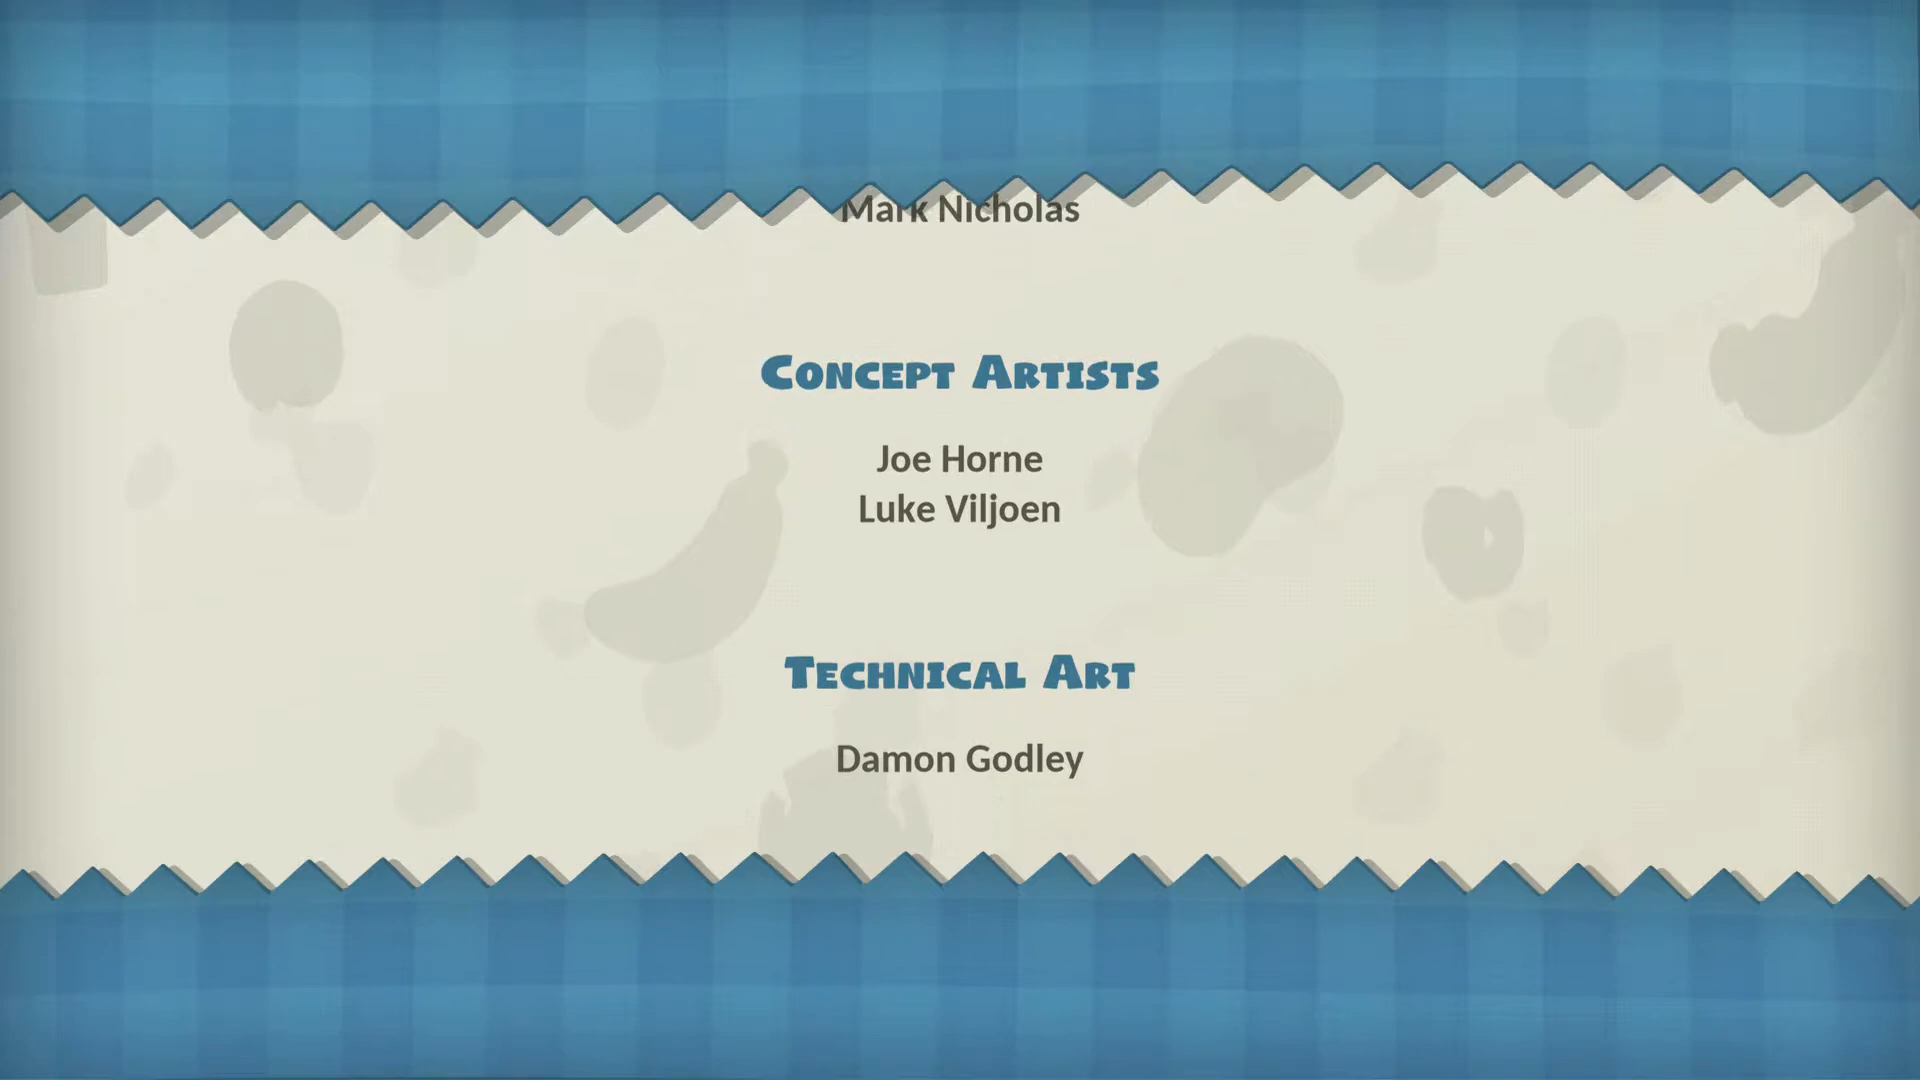 Mark Nicholas
Concept Artists
Joe Horne
Luke Viljoen
Technical Art
Damon Godley